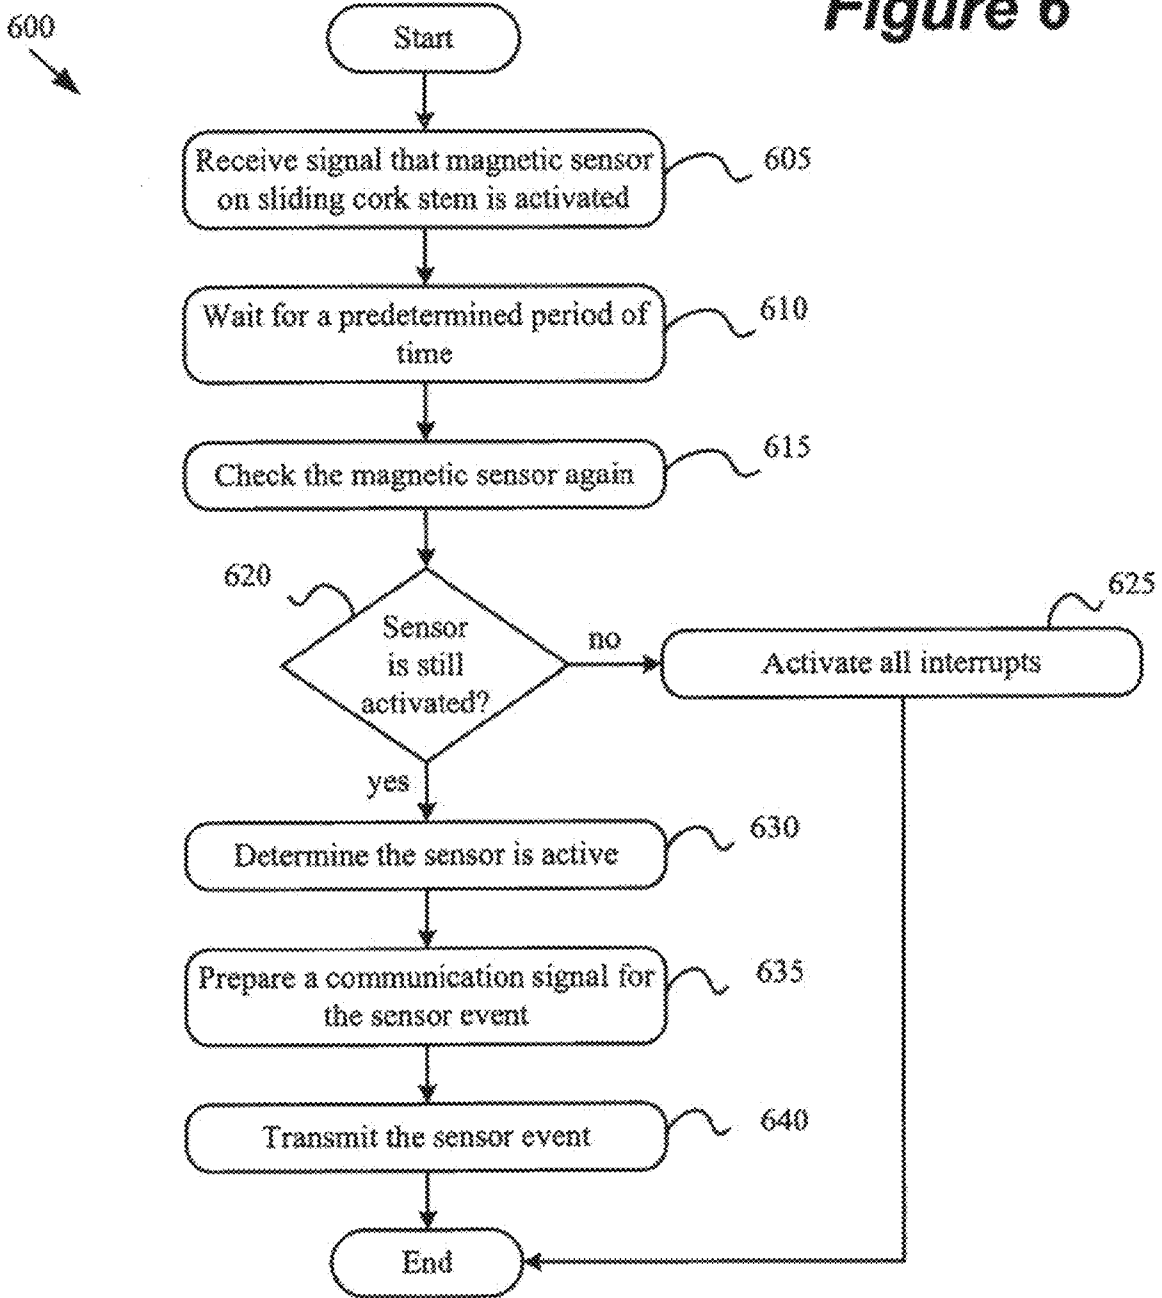 Figure 6
600
Start
Receive signal that magnetic sensor
on sliding cork stem is activated
605
Wait for a predetermined period of
time
610
Check the magnetic sensor again
615
620
Sensor
is still
activated?
no
625
Activate all interrupts
yes
Determine the sensor is active
630
Prepare a communication signal for
the sensor event
635
Transmit the sensor event
640
End